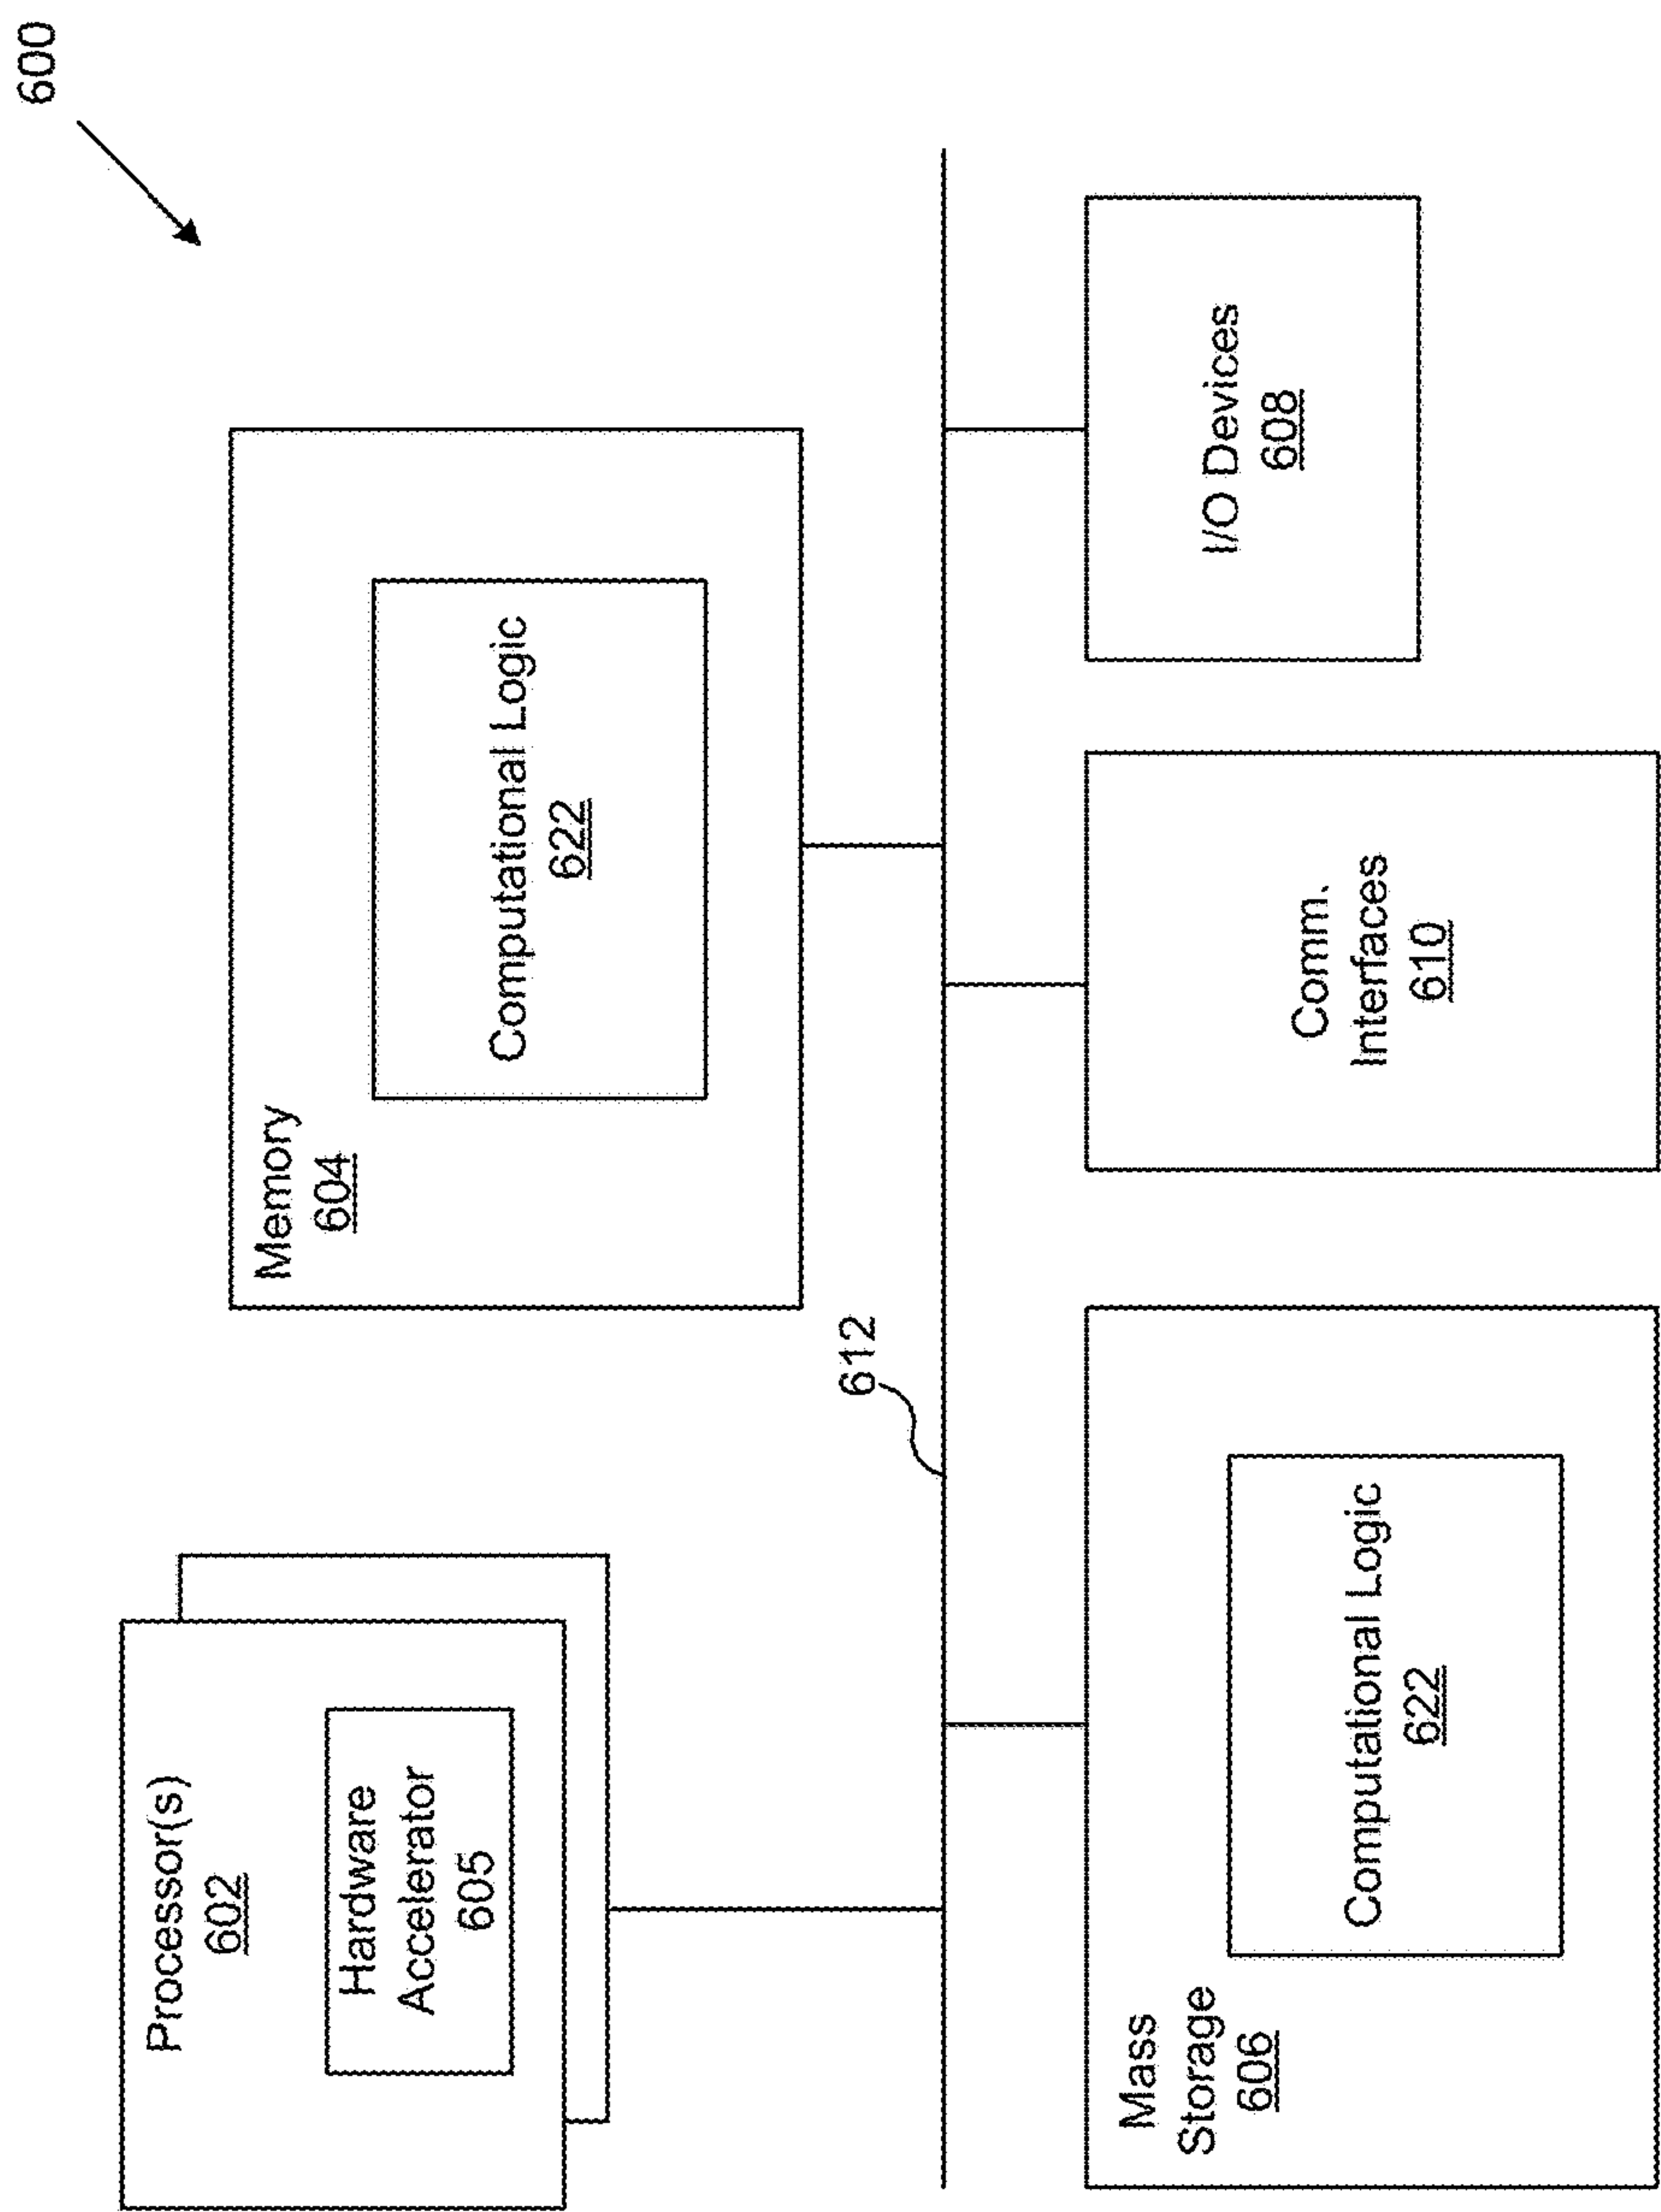 600
Processor(s)
602
Hardware
Accelerator
605
Memory
604
Computational Logic
622
612
Mass
Storage
606
Computational Logic
622
Comm.
Interfaces
610
I/O Devices
608